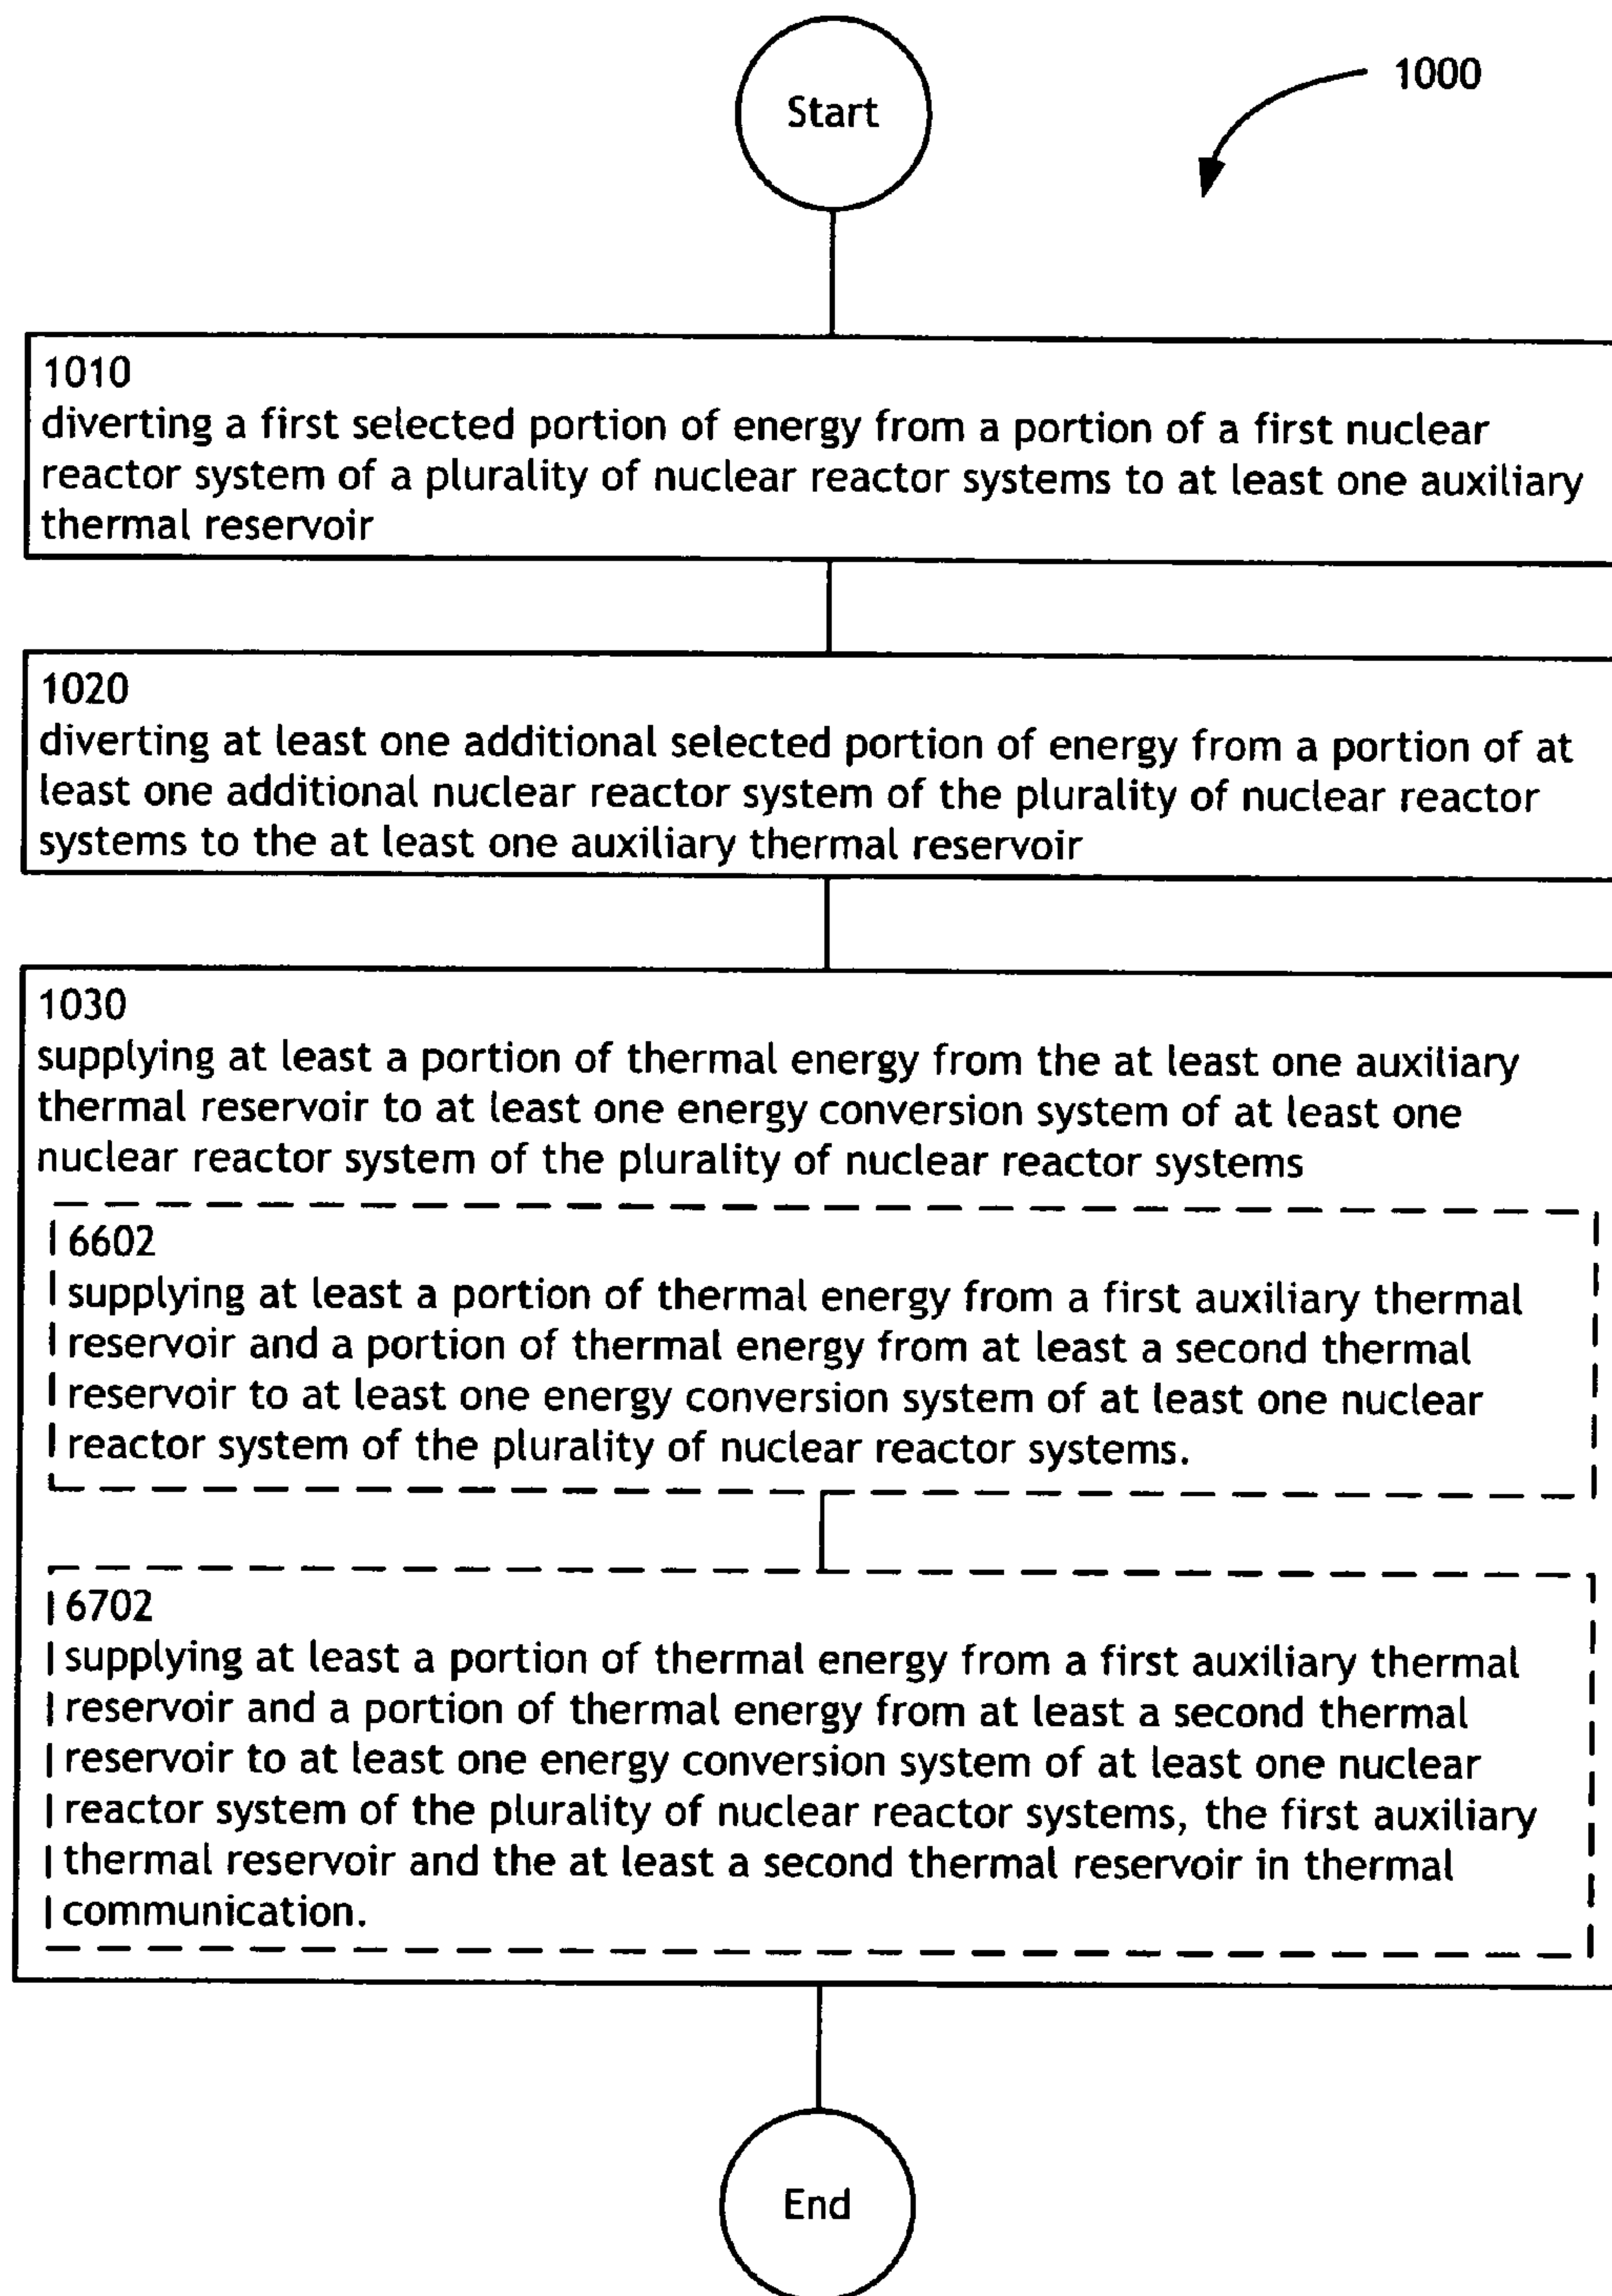 Start
1000
1010
diverting a first selected portion of energy from a portion of a first nuclear
reactor system of a plurality of nuclear reactor systems to at least one auxiliary
thermal reservoir
1020
diverting at least one additional selected portion of energy from a portion of at
least one additional nuclear reactor system of the plurality of nuclear reactor
systems to the at least one auxiliary thermal reservoir
1030
supplying at least a portion of thermal energy from the at least one auxiliary
thermal reservoir to at least one energy conversion system of at least one
nuclear reactor system of the plurality of nuclear reactor systems
6602
supplying at least a portion of thermal energy from a first auxiliary thermal
reservoir and a portion of thermal energy from at least a second thermal
reservoir to at least one energy conversion system of at least one nuclear
reactor system of the plurality of nuclear reactor systems.
6702
supplying at least a portion of thermal energy from a first auxiliary thermal
reservoir and a portion of thermal energy from at least a second thermal
reservoir to at least one energy conversion system of at least one nuclear
reactor system of the plurality of nuclear reactor systems, the first auxiliary
thermal reservoir and the at least a second thermal reservoir in thermal
communication.
End